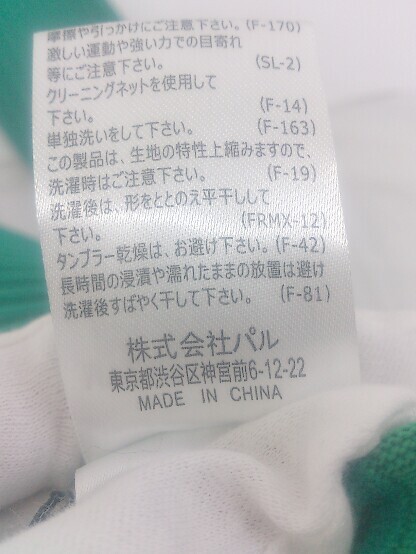 摩擦や引っかけにご注意下さい。(F-170)
激しい運動や強い力での目寄れ
等にご注意下さい。 (SL-2)
クリーニングネットを使用して
下さい。 (F-14)
単独洗いをして下さい。 (F-163)
この製品は、生地の特性上縮みますので、
洗濯時はご注意下さい。 (F-19)
洗濯後は、形をととのえ平干しして
下さい。 (FRMX-12)
タンブラー乾燥は、お避け下さい。(F-42)
長時間の浸漬や濡れたままの放置は避け
洗濯後すばやく干して下さい。 (F-81)
株式会社パル
東京都渋谷区神宮前6-12-22
MADE IN CHINA